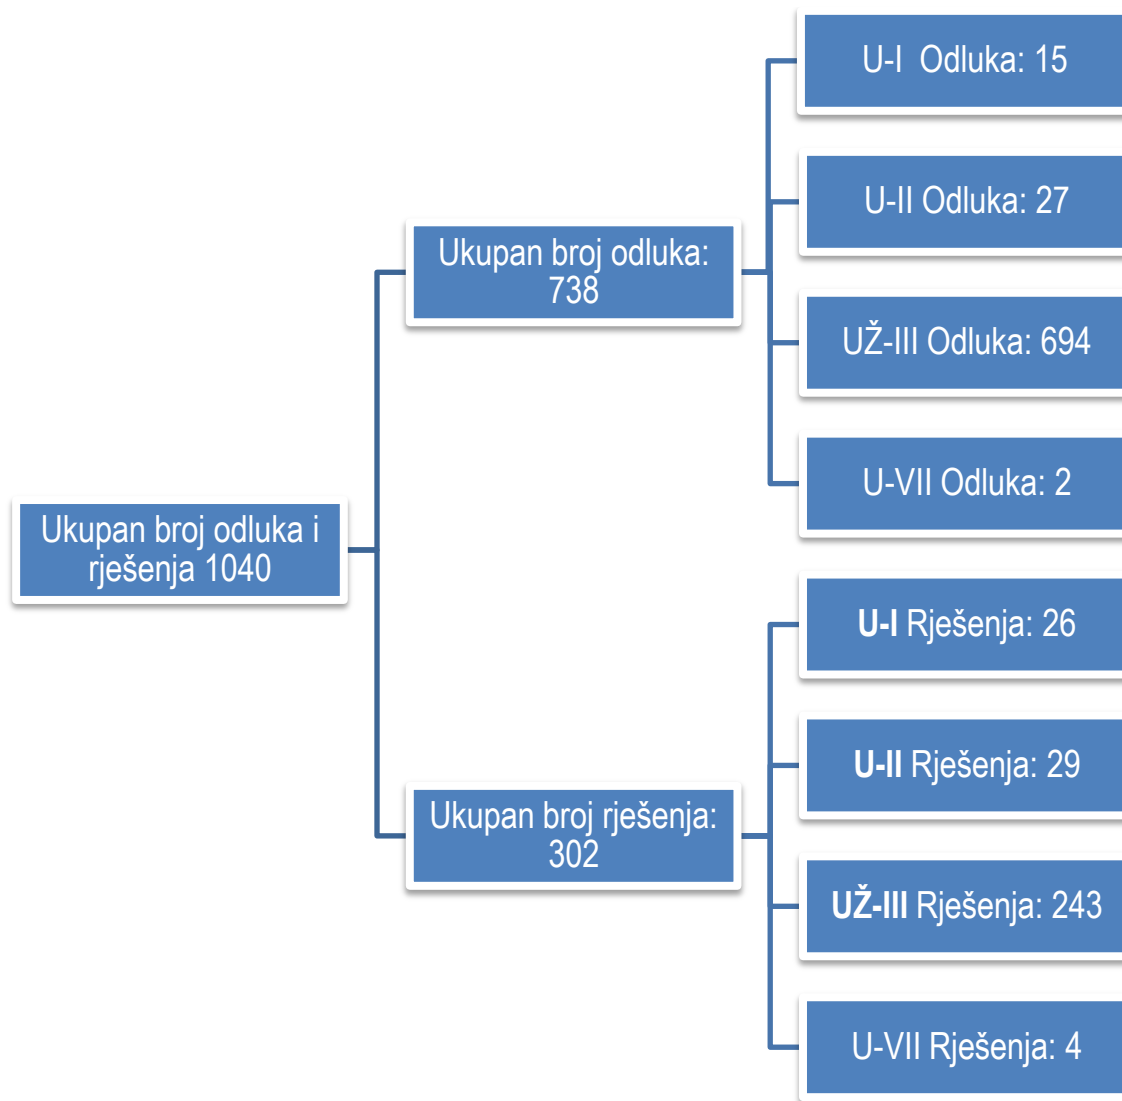 Ukupan broj odluka i
rješenja 1040
Ukupan broj odluka:
738
U-I  Odluka: 15
U-II Odluka: 27
UŽ-III Odluka: 694
U-VII Odluka: 2
Ukupan broj rješenja:
302
U-I Rješenja: 26
U-II Rješenja: 29
UŽ-III Rješenja: 243
U-VII Rješenja: 4